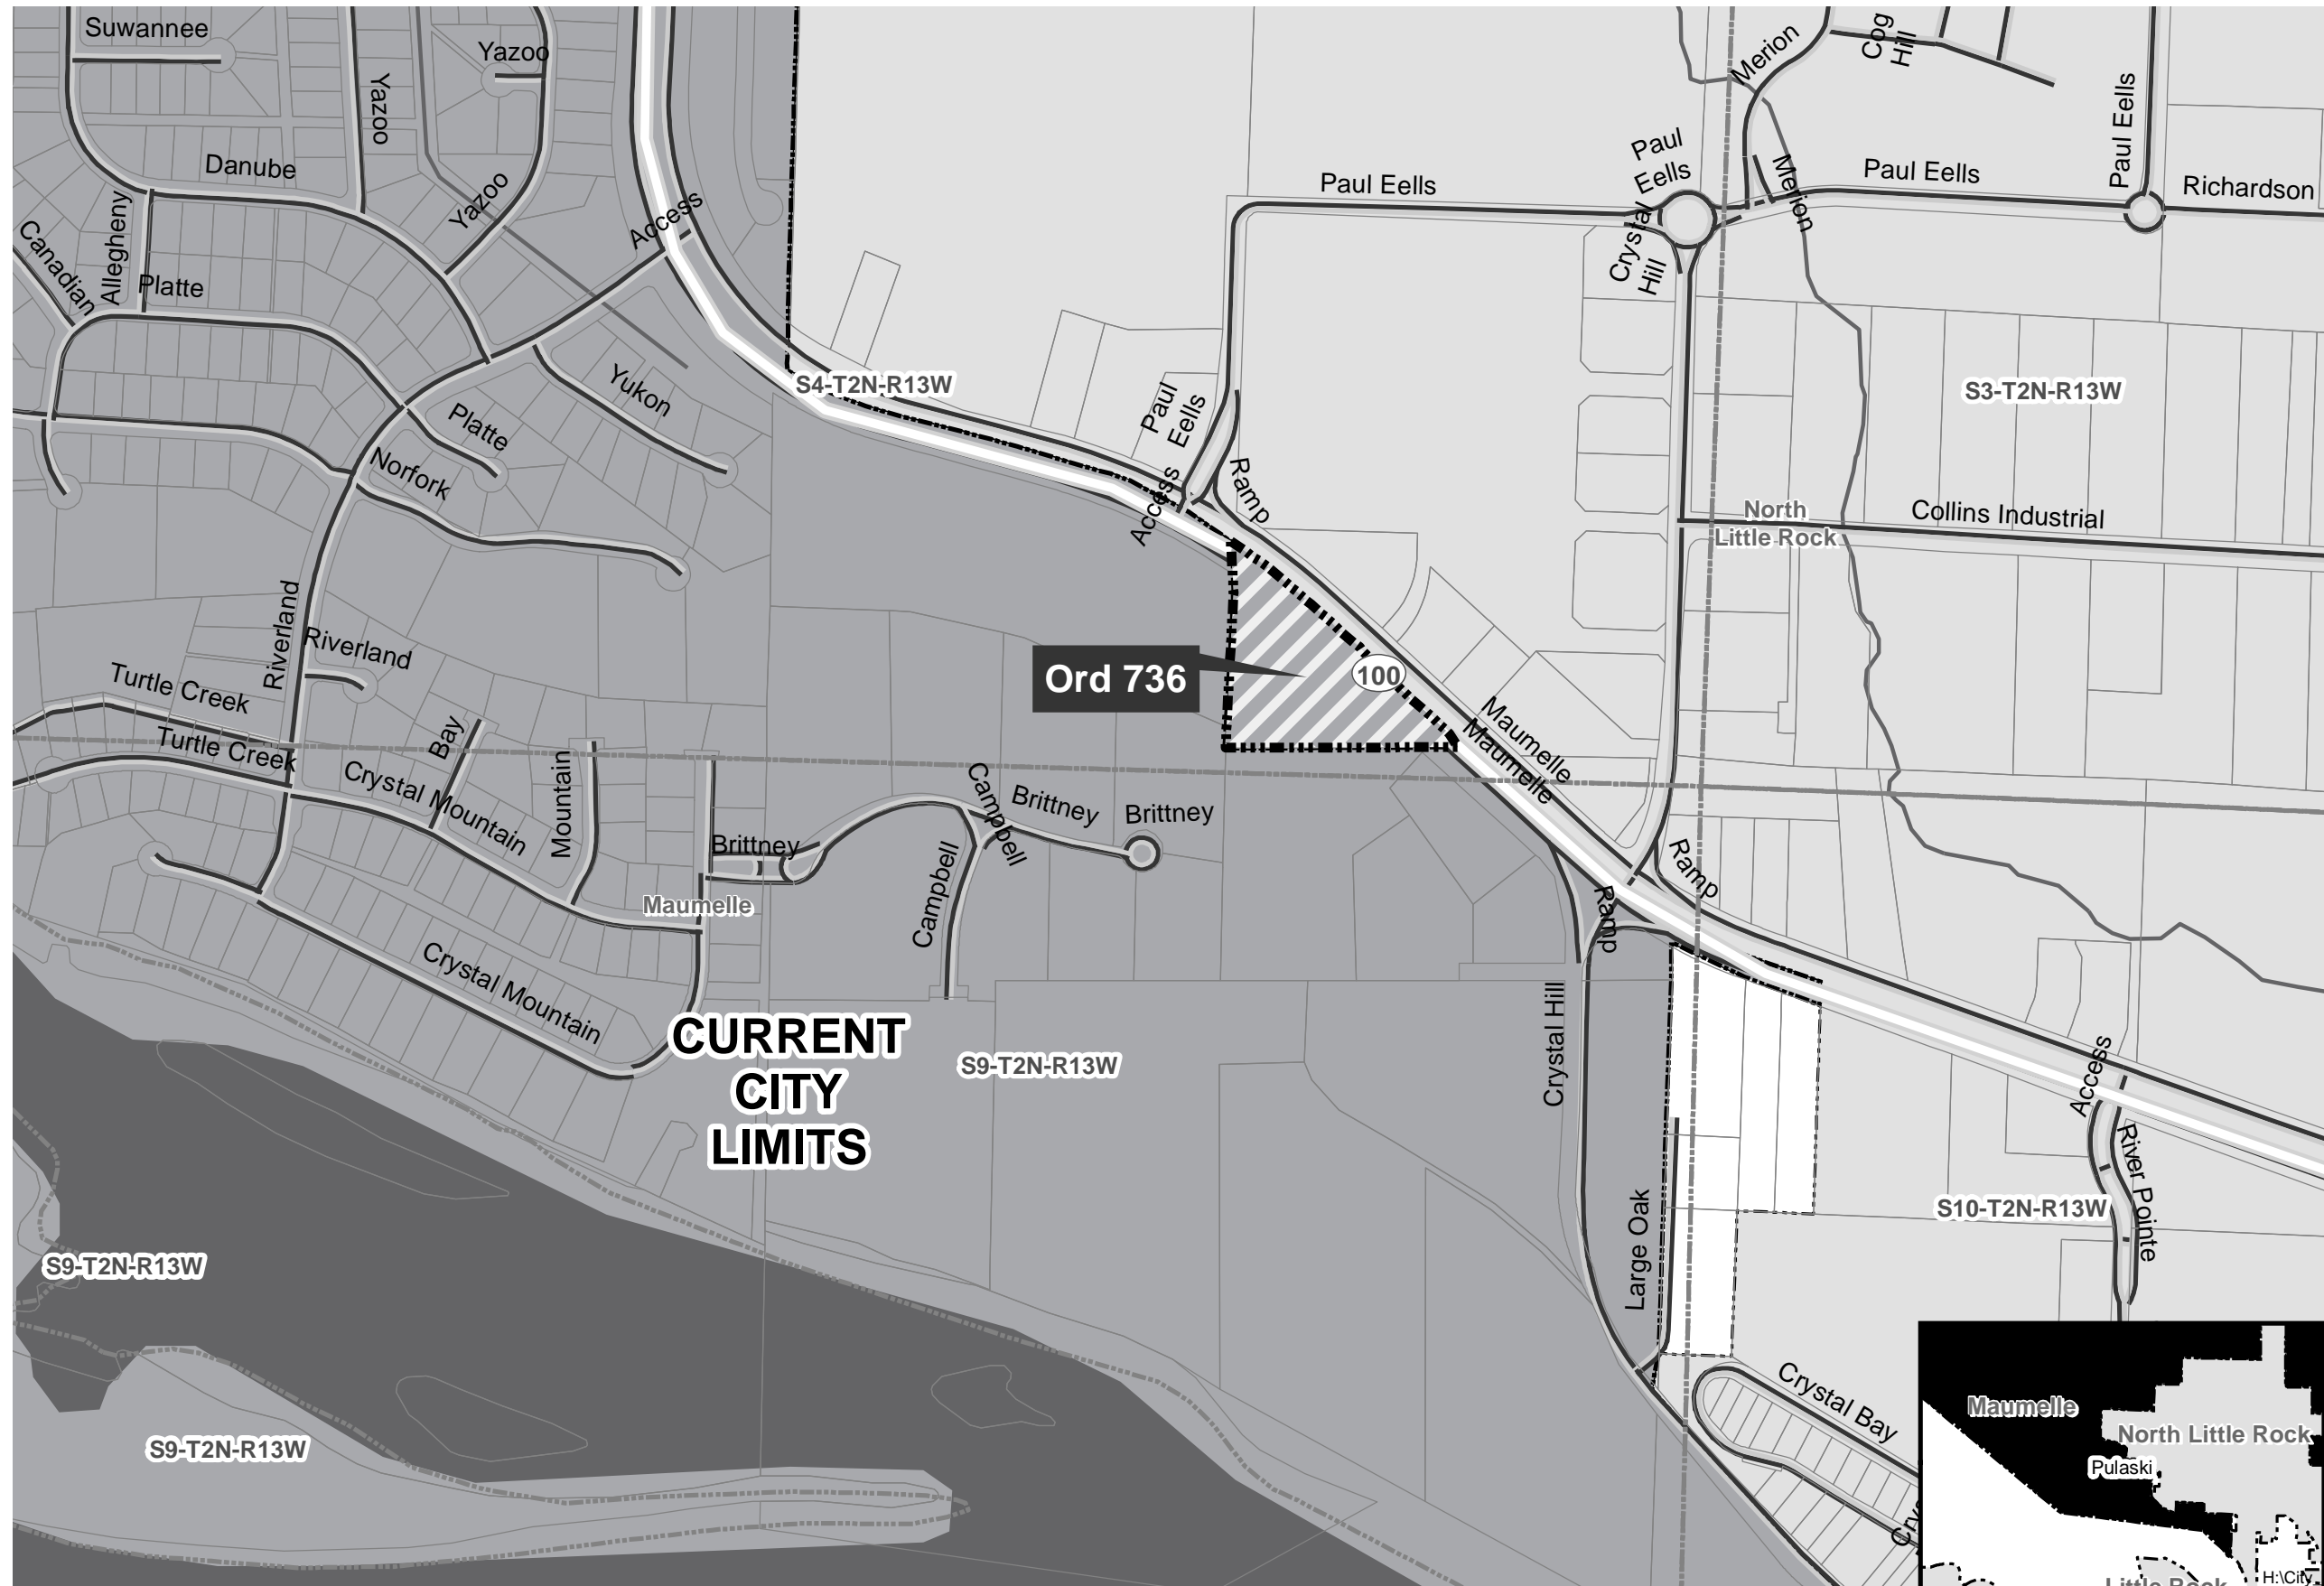 Suwannee
Yazoo
Yazoo
Danube
Yazoo
Allegheny
Canadian
Platte
Access
Merion
Cog
Hill
Paul Eells
Paul
Eells
Paul Eells
Merion
Paul Eells
Richardson
Crystal
Hill
S4-T2N-R13W
S3-T2N-R13W
Yukon
Platte
Norfork
Paul
Eells
Access
Ramp
North
Little Rock
Collins Industrial
Riverland
Riverland
Turtle Creek
Turtle Creek
Bay
Crystal Mountain
Mountain
Ord 736
100
Maumelle
Maumelle
Brittney
Campbell
Brittney
Brittney
Campbell
Maumelle
Ramp
Ramp
Crystal Mountain
CURRENT
CITY
LIMITS
S9-T2N-R13W
Crystal Hill
Access
River Pointe
Large Oak
S10-T2N-R13W
S9-T2N-R13W
S9-T2N-R13W
Crystal Bay
Maumelle
North Little Rock
Pulaski
H:\City
Little Rock